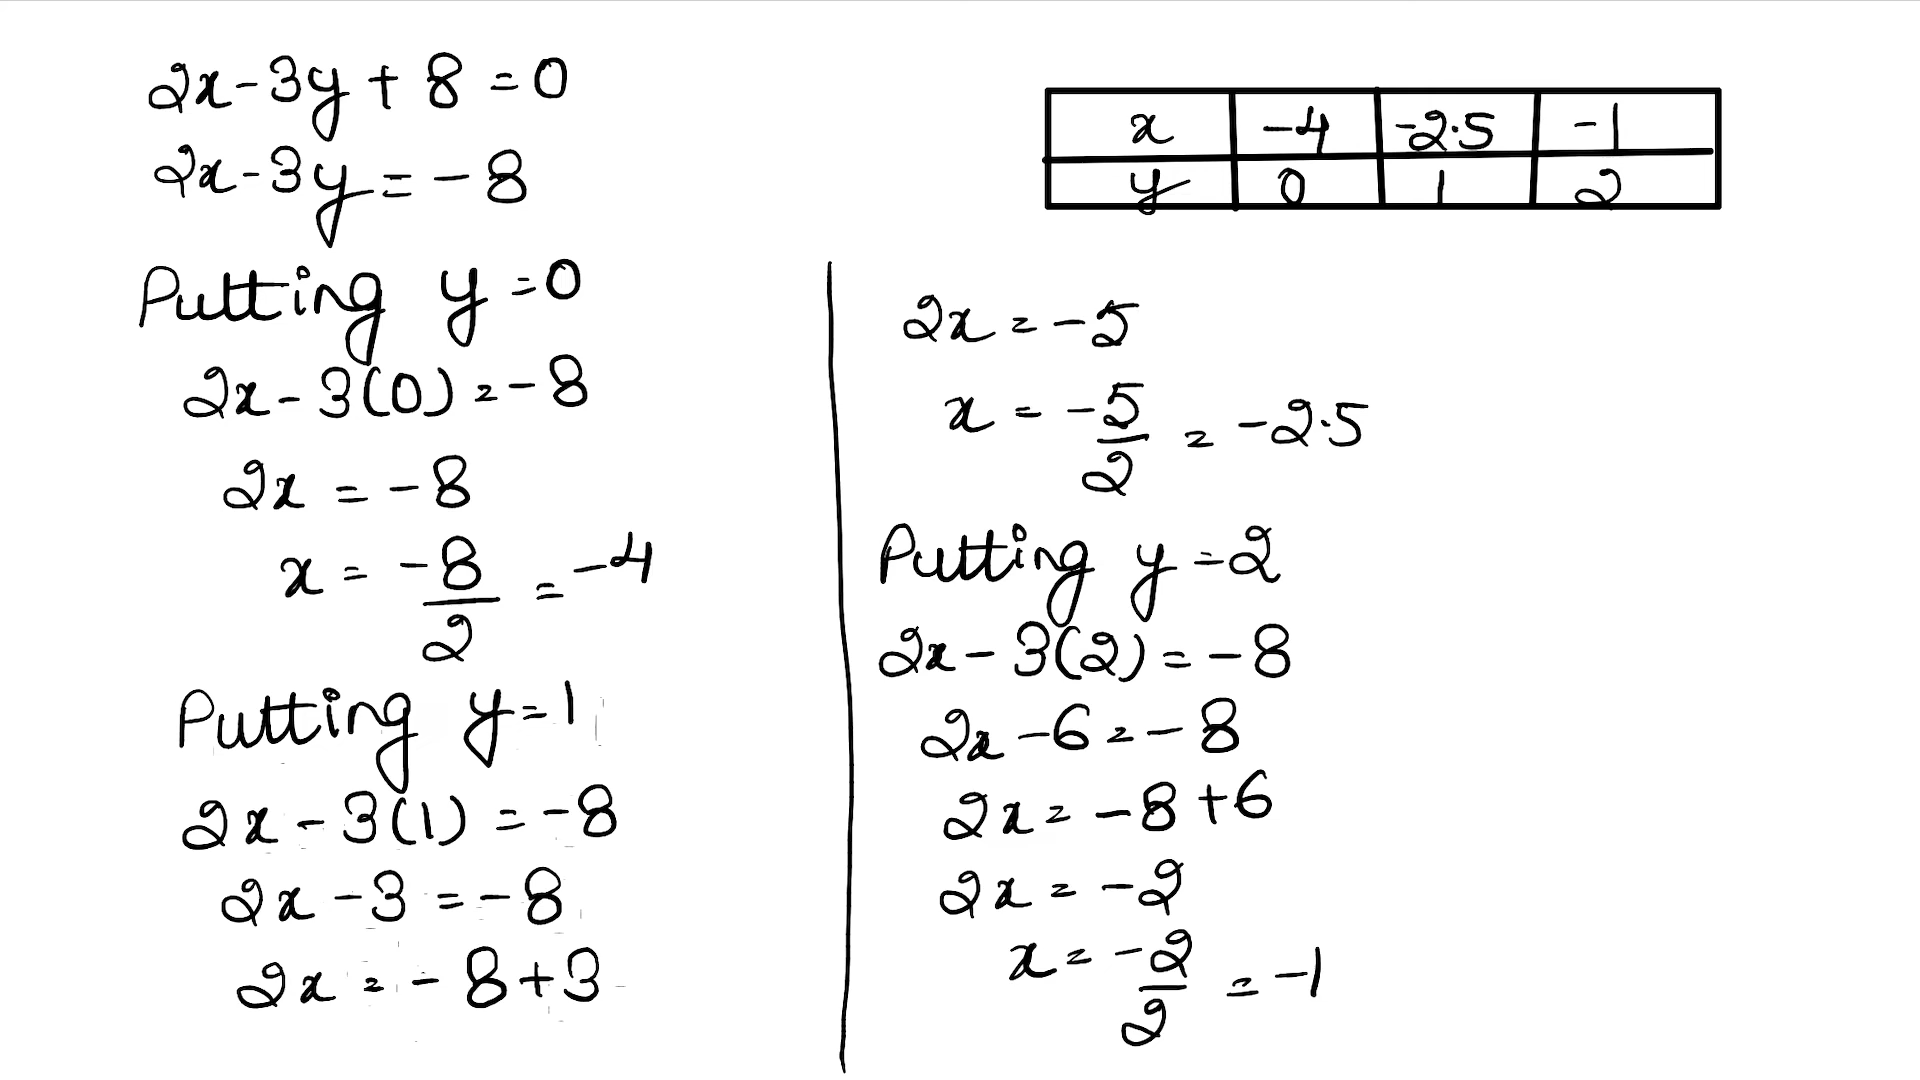 2x-3y+8=0
2x-3y=-8
Putting y=0
2x-3(0)=-8
2x=-8
x=-8/2=-4
Putting y=1
2x-3(1)=-8
2x-3=-8
2x=-8+3
x -4 -2.5 -1
y 0 1 2
2x=-5
x=-5/2=-2.5
Putting y=2
2x-3(2)=-8
2x-6=-8
2x=-8+6
2x=-2
x=-2/2=-1